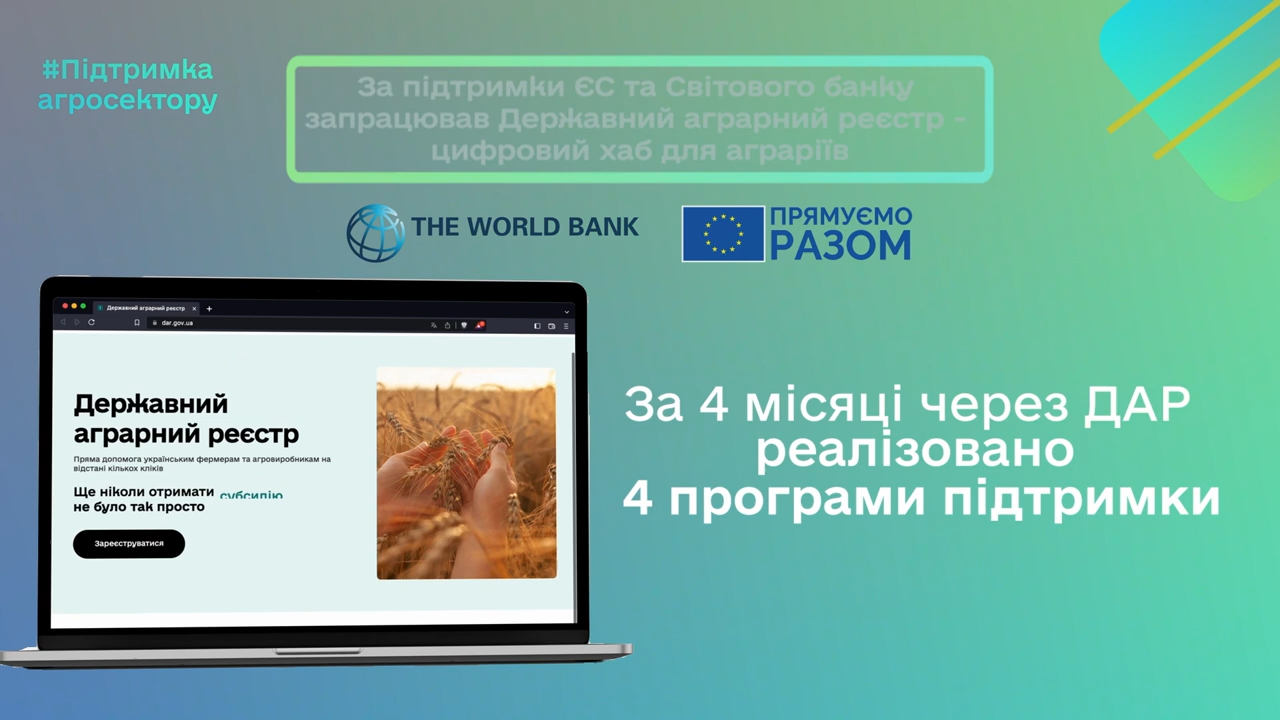 #Підтримка
агросектору
За підтримки ЄС та Світового банку
запрацював Державний аграрний реєстр -
цифровий хаб для аграріїв
THE WORLD BANK
ПРЯМУЄМО
РАЗОМ
Державний аграрний реєстр
dar.gov.ua
Державний
аграрний реєстр
Пряма допомога українським фермерам та агровиробникам на
відстані кількох кліків
Ще ніколи отримати субсидію
не було так просто
Зареєструватися
За 4 місяці через ДАР
реалізовано
4 програми підтримки